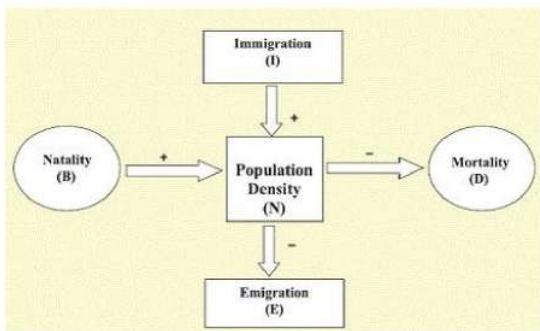 Immigration
(I)
+
Natality
(B)
+
Population
Density
(N)
–
Mortality
(D)
–
Emigration
(E)